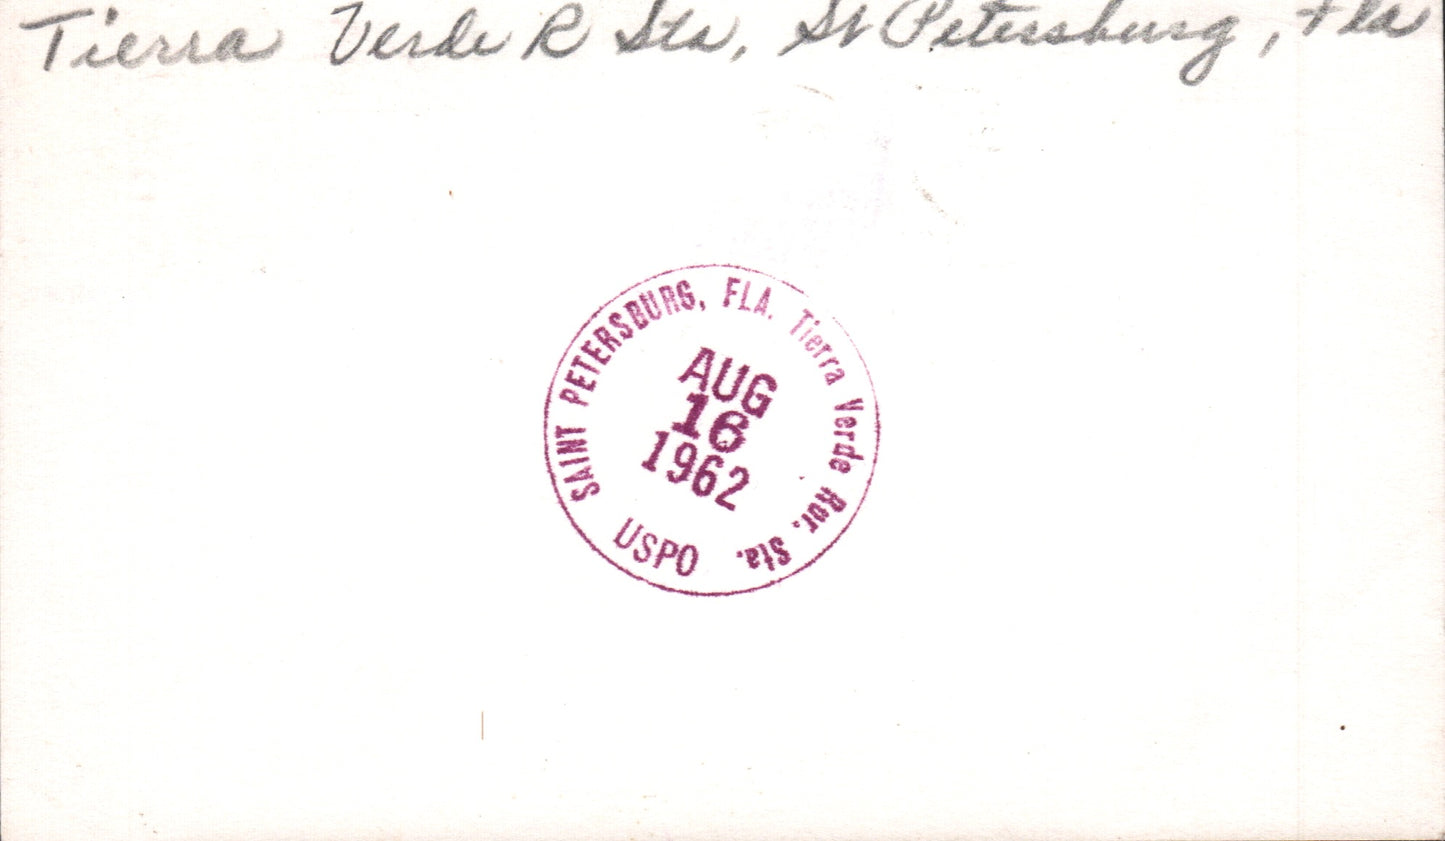 Tierra Verde R Sta, St Petersburg, Fla
SAINT PETERSBURG, FLA. Tierra Verde Rur. Sta.
AUG
16
1962
USPO